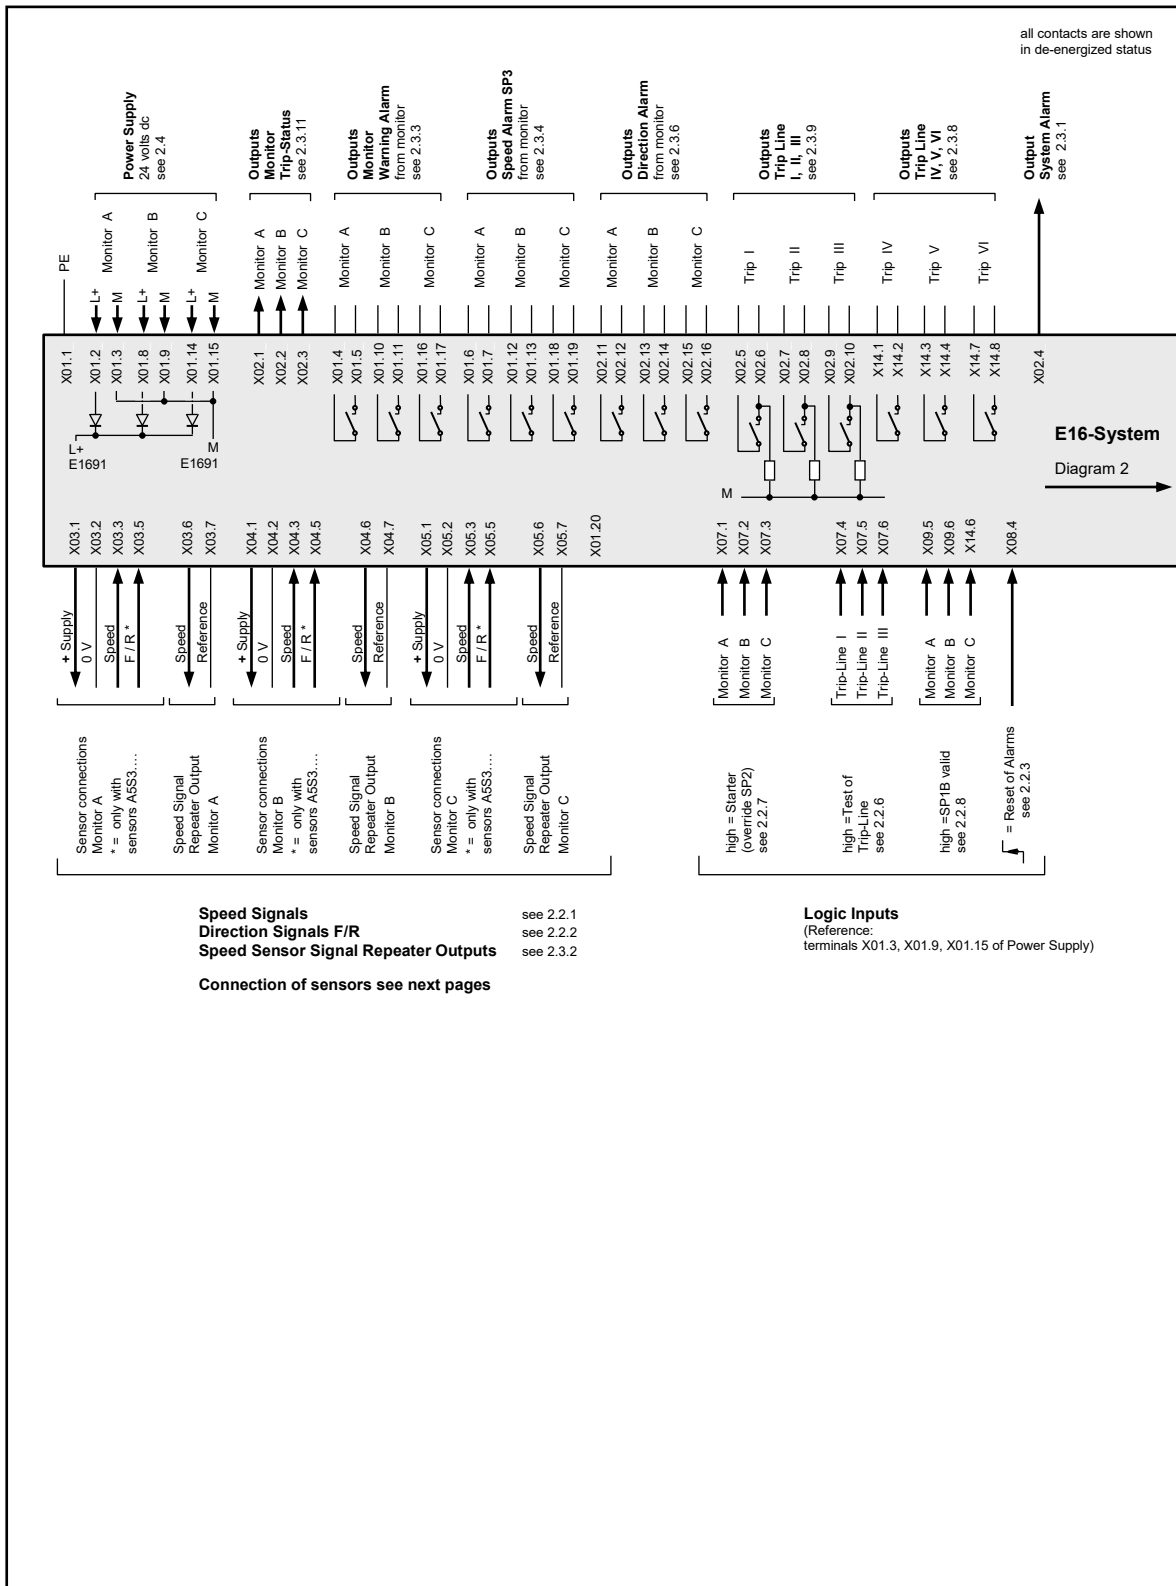 all contacts are shown
in de-energized status
Power Supply
24 volts dc
see 2.4
Outputs
Monitor
Trip-Status
see 2.3.11
Outputs
Monitor
Warning Alarm
from monitor
see 2.3.3
Outputs
Speed Alarm SP3
from monitor
see 2.3.4
Outputs
Direction Alarm
from monitor
see 2.3.6
Outputs
Trip Line
I, II, III
see 2.3.9
Outputs
Trip Line
IV, V, VI
see 2.3.8
Output
System Alarm
see 2.3.1
PE
Monitor A
L+
M
Monitor B
L+
M
Monitor C
L+
M
Monitor A
Monitor B
Monitor C
Monitor A
Monitor B
Monitor C
Monitor A
Monitor B
Monitor C
Monitor A
Monitor B
Monitor C
Trip I
Trip II
Trip III
Trip IV
Trip V
Trip VI
X01.1
X01.2
X01.3
X01.8
X01.9
X01.14
X01.15
X02.1
X02.2
X02.3
X01.4
X01.5
X01.10
X01.11
X01.16
X01.17
X01.6
X01.7
X01.12
X01.13
X01.18
X01.19
X02.11
X02.12
X02.13
X02.14
X02.15
X02.16
X02.5
X02.6
X02.7
X02.8
X02.9
X02.10
X14.1
X14.2
X14.3
X14.4
X14.7
X14.8
X02.4
L+
E1691
M
E1691
M
E16-System
Diagram 2
X03.1
X03.2
X03.3
X03.5
X03.6
X03.7
X04.1
X04.2
X04.3
X04.5
X04.6
X04.7
X05.1
X05.2
X05.3
X05.5
X05.6
X05.7
X01.20
X07.1
X07.2
X07.3
X07.4
X07.5
X07.6
X09.5
X09.6
X14.6
X08.4
+ Supply
0 V
Speed
F / R *
Speed
Reference
+ Supply
0 V
Speed
F / R *
Speed
Reference
+ Supply
0 V
Speed
F / R *
Speed
Reference
Monitor A
Monitor B
Monitor C
Trip-Line I
Trip-Line II
Trip-Line III
Monitor A
Monitor B
Monitor C
Sensor connections
Monitor A
* = only with
sensors A5S3....
Speed Signal
Repeater Output
Monitor A
Sensor connections
Monitor B
* = only with
sensors A5S3....
Speed Signal
Repeater Output
Monitor B
Sensor connections
Monitor C
* = only with
sensors A5S3....
Speed Signal
Repeater Output
Monitor C
high = Starter
(override SP2)
see 2.2.7
high =Test of
Trip-Line
see 2.2.6
high =SP1B valid
see 2.2.8
= Reset of Alarms
see 2.2.3
Speed Signals see 2.2.1
Direction Signals F/R see 2.2.2
Speed Sensor Signal Repeater Outputs see 2.3.2
Connection of sensors see next pages
Logic Inputs
(Reference:
terminals X01.3, X01.9, X01.15 of Power Supply)